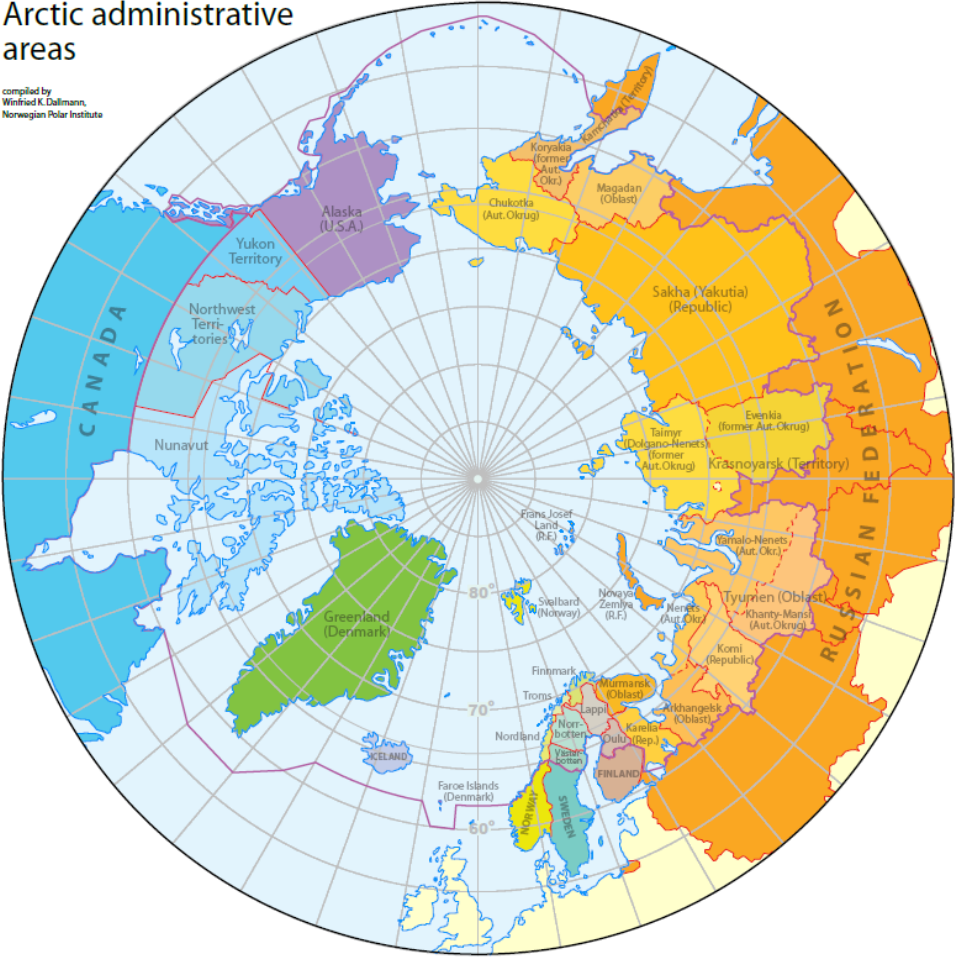 Arctic administrative
areas
compiled by
Winfried K. Dallmann,
Norwegian Polar Institute
Kamchatka (Territory)
Koryakia
(former
Aut.
Okr.)
Magadan
(Oblast)
Chukotka
(Aut.Okrug)
Alaska
(U.S.A.)
Yukon
Territory
Northwest
Terri-
tories
Sakha (Yakutia)
(Republic)
CANADA
RUSSIAN FEDERATION
Nunavut
Evenkia
(former Aut. Okrug)
Taimyr
(Dolgano-Nenets)
(former
Aut.Okrug)
Krasnoyarsk (Territory)
Frans Josef
Land
(R.F.)
Yamalo-Nenets
(Aut. Okr.)
80°
Svalbard
(Norway)
Novaya
Zemlya
(R.F.)
Nenets
(Aut.Okr.)
Tyumen (Oblast)
Khanty-Mansi
(Aut.Okrug)
Greenland
(Denmark)
Komi
(Republic)
Finnmark
Troms
Murmansk
(Oblast)
70°
Lappi
Arkhangelsk
(Oblast)
Nordland
Norr-
botten
Oulu
Karelia
(Rep.)
Väster-
botten
ICELAND
FINLAND
Faroe Islands
(Denmark)
NORWAY
SWEDEN
60°